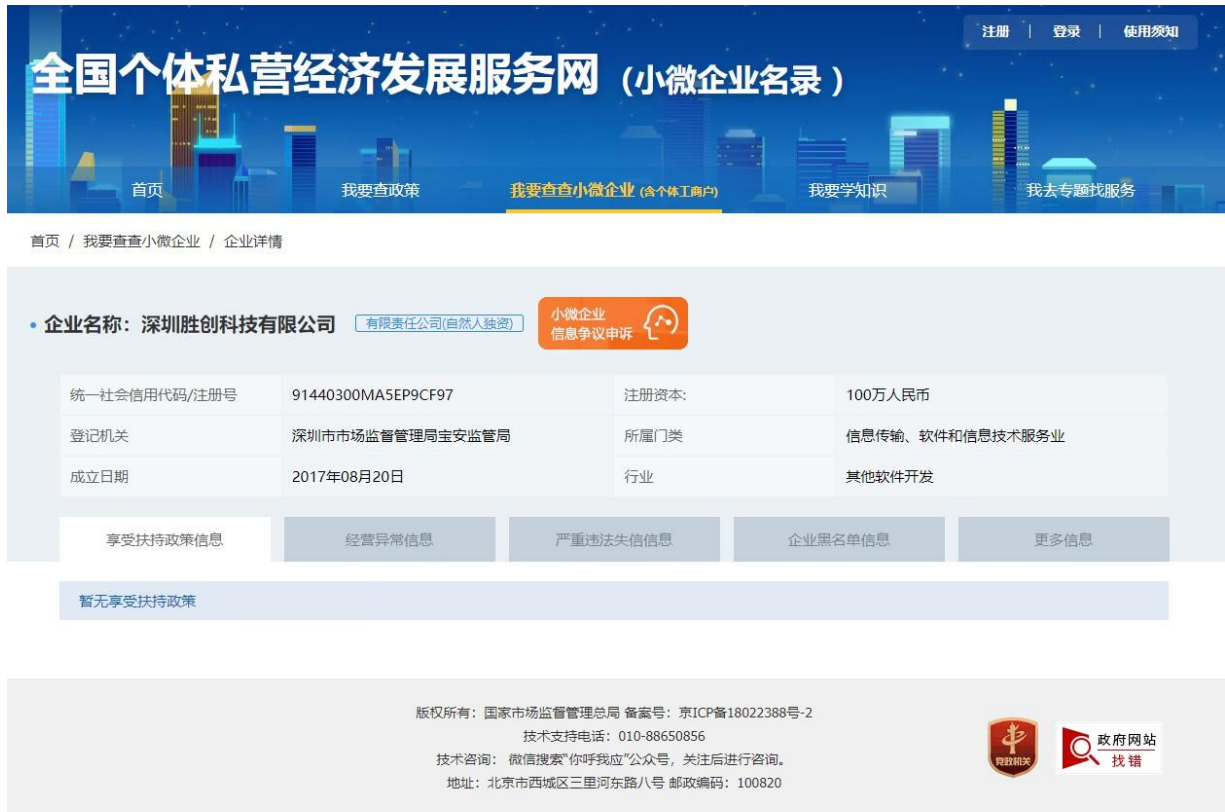 注册 | 登录 | 使用须知
全国个体私营经济发展服务网（小微企业名录）
首页 我要查政策 我要查查小微企业 (含个体工商户) 我要学知识 我去专题找服务
首页 / 我要查查小微企业 / 企业详情
• 企业名称：深圳胜创科技有限公司 有限责任公司(自然人独资)
小微企业
信息争议申诉
统一社会信用代码/注册号 91440300MA5EP9CF97 注册资本: 100万人民币
登记机关 深圳市市场监督管理局宝安监管局 所属门类 信息传输、软件和信息技术服务业
成立日期 2017年08月20日 行业 其他软件开发
享受扶持政策信息 经营异常信息 严重违法失信信息 企业黑名单信息 更多信息
暂无享受扶持政策
版权所有：国家市场监督管理总局 备案号：京ICP备18022388号-2
技术支持电话：010-88650856
技术咨询： 微信搜索“你呼我应”公众号，关注后进行咨询。
地址：北京市西城区三里河东路八号 邮政编码：100820
党政机关
政府网站
找错